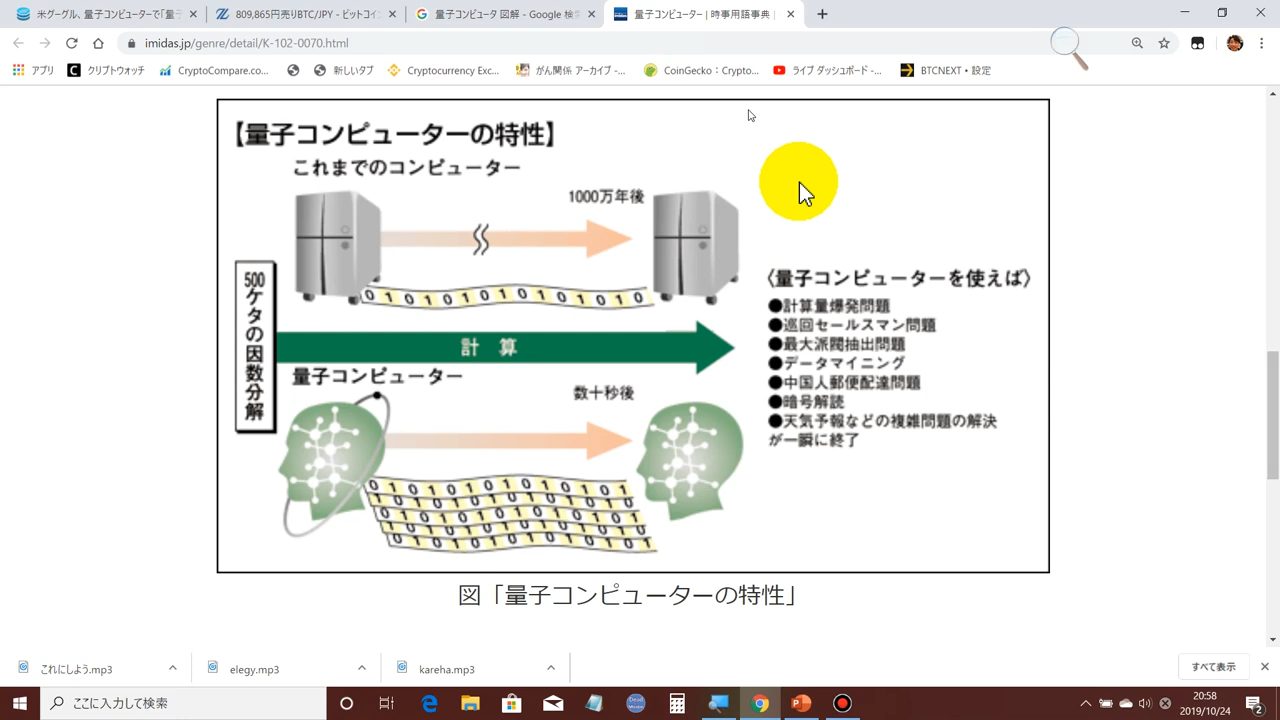 米グーグル、量子コンピューターで「量子
809,865円売りBTC/JPY - ビットコイン
量子コンピュータ 図解 - Google 検索
量子コンピューター | 時事用語事典 |
imidas.jp/genre/detail/K-102-0070.html
アプリ
クリプトウォッチ
CryptoCompare.co...
新しいタブ
Cryptocurrency Exc...
がん関係 アーカイブ -...
CoinGecko：Crypto...
ライブ ダッシュボード -...
BTCNEXT・設定
【量子コンピューターの特性】
これまでのコンピューター
1000万年後
0 1 0 1 0 1 0 1 0 1 0 1 0 1 0
500ケタの因数分解
計 算
量子コンピューター
数十秒後
〈量子コンピューターを使えば〉
●計算量爆発問題
●巡回セールスマン問題
●最大派閥抽出問題
●データマイニング
●中国人郵便配達問題
●暗号解読
●天気予報などの複雑問題の解決
が一瞬に終了
図「量子コンピューターの特性」
これにしよう.mp3
elegy.mp3
kareha.mp3
すべて表示
ここに入力して検索
20:58
2019/10/24
2